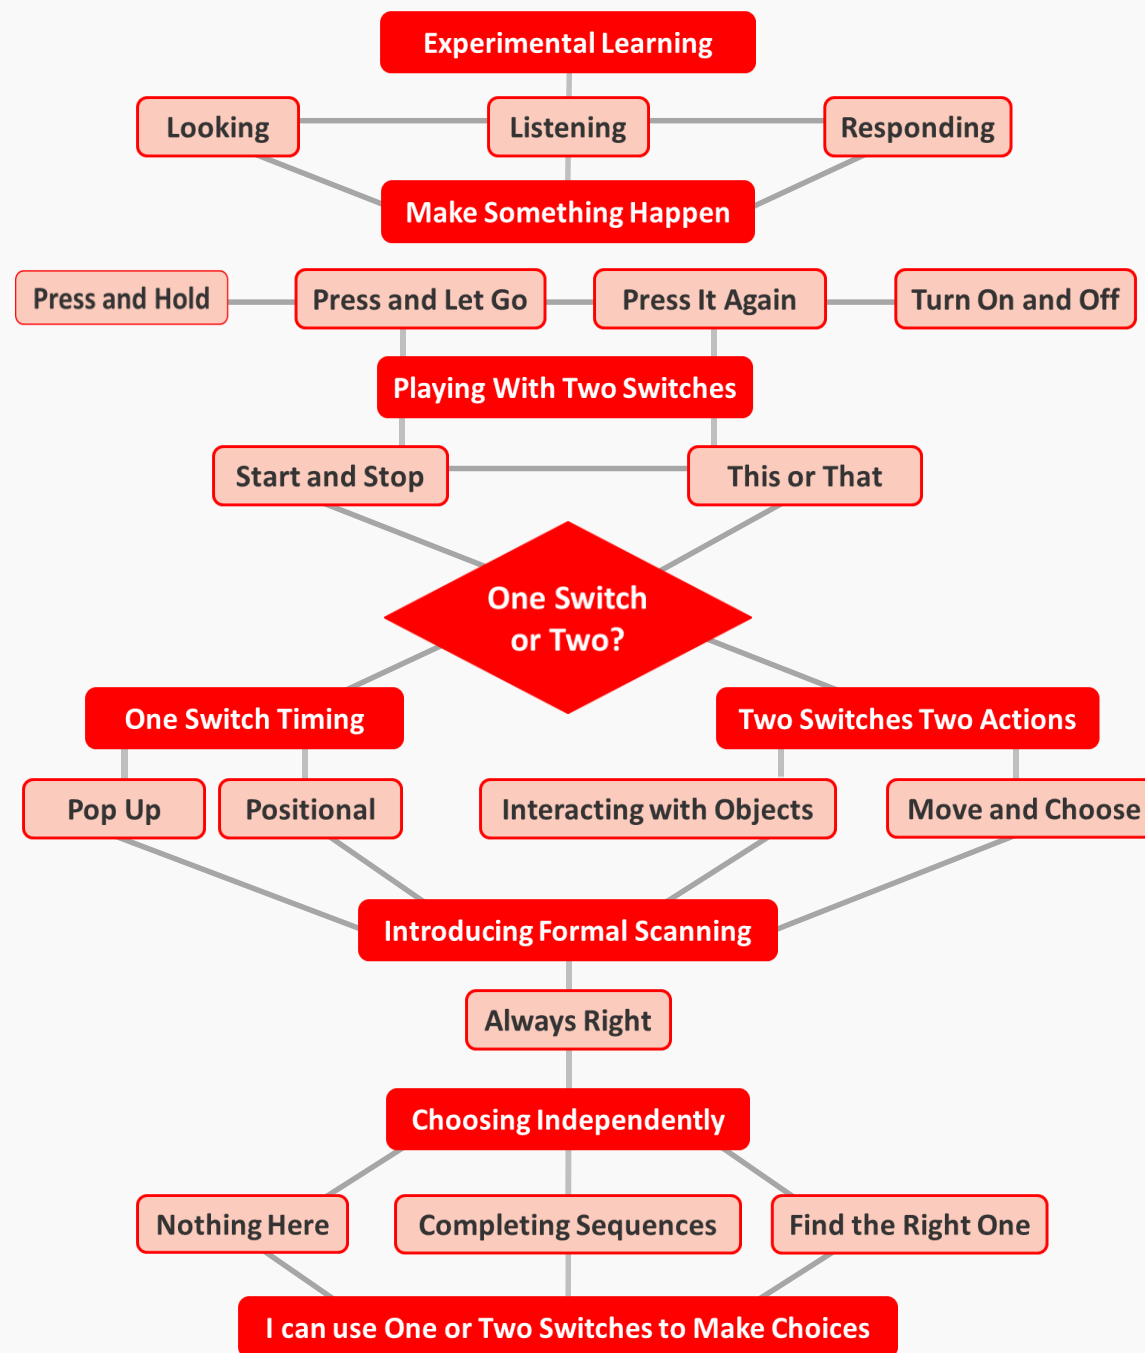 Experimental Learning
Looking
Listening
Responding
Make Something Happen
Press and Hold
Press and Let Go
Press It Again
Turn On and Off
Playing With Two Switches
Start and Stop
This or That
One Switch
or Two?
One Switch Timing
Two Switches Two Actions
Pop Up
Positional
Interacting with Objects
Move and Choose
Introducing Formal Scanning
Always Right
Choosing Independently
Nothing Here
Completing Sequences
Find the Right One
I can use One or Two Switches to Make Choices